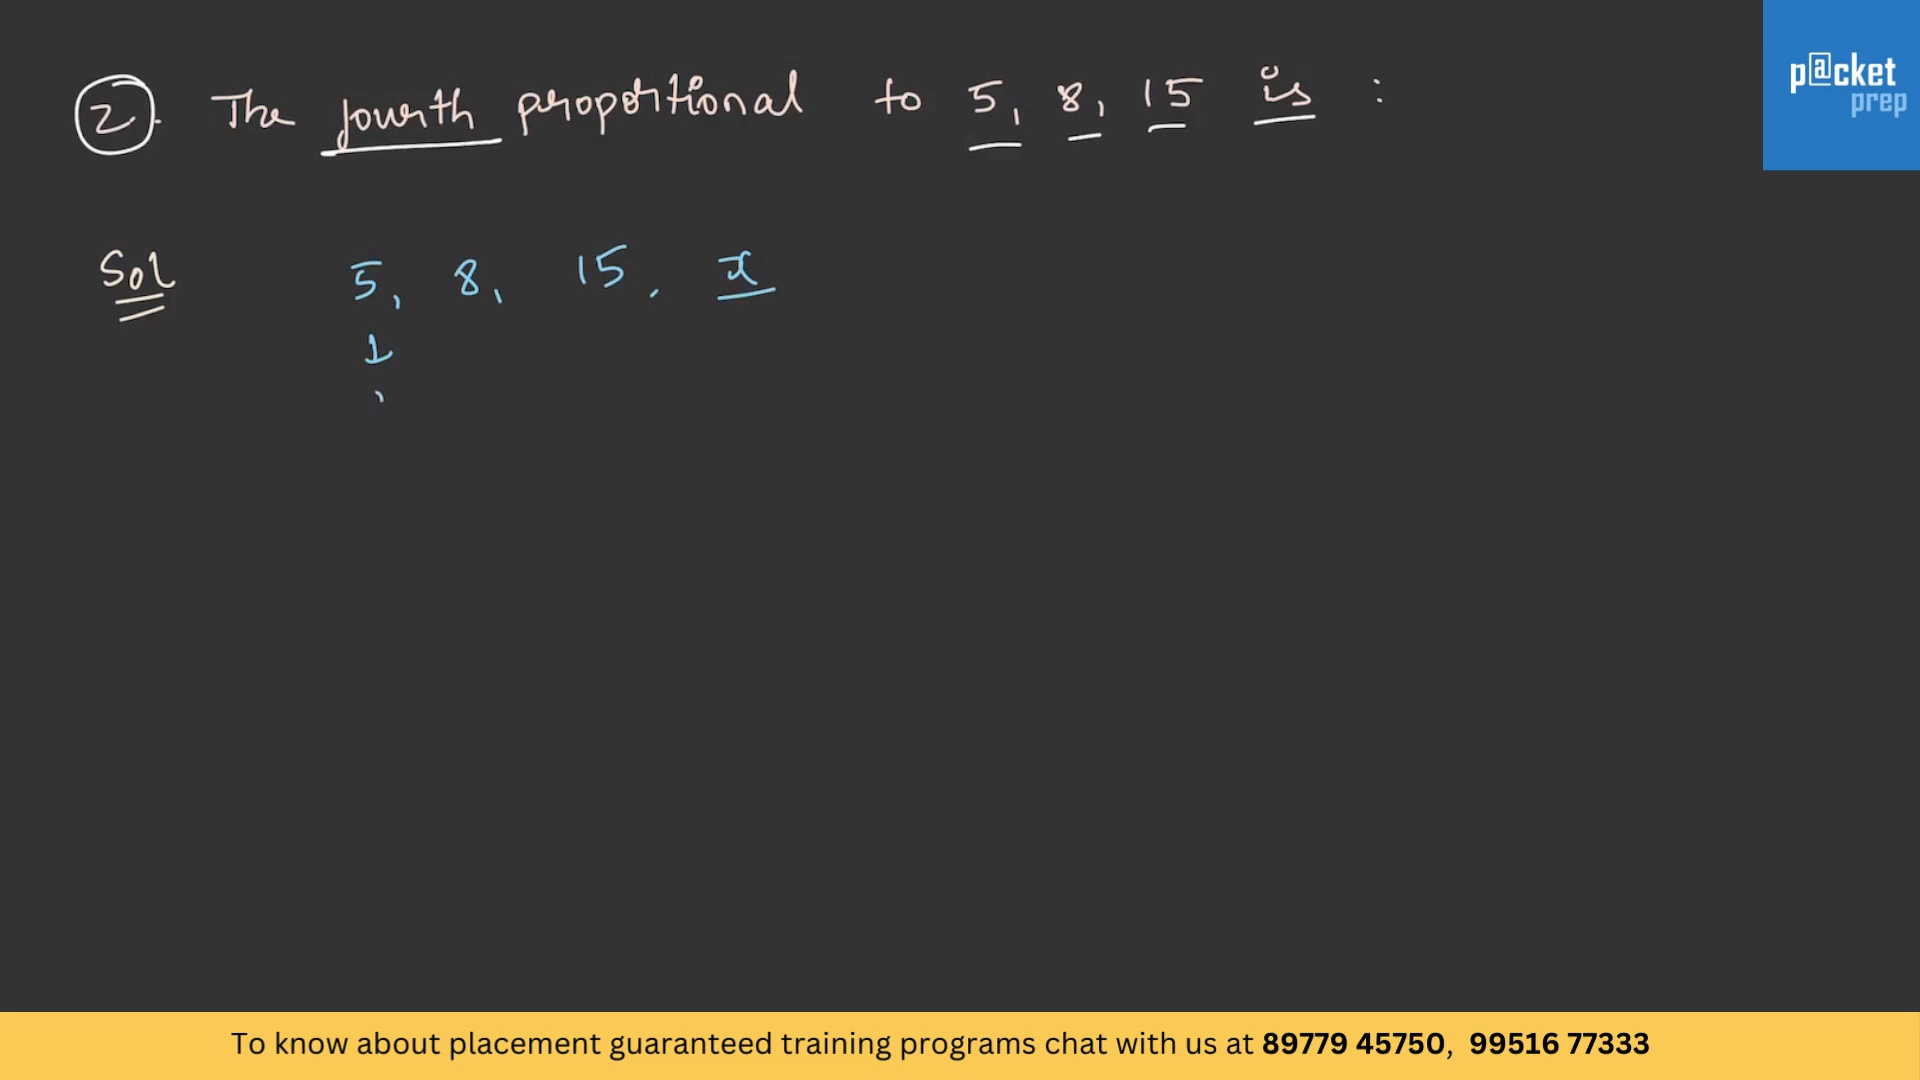 2. The fourth proportional to 5, 8, 15 is :
p@cket
prep
Sol 5, 8, 15, x
1
To know about placement guaranteed training programs chat with us at 89779 45750, 99516 77333